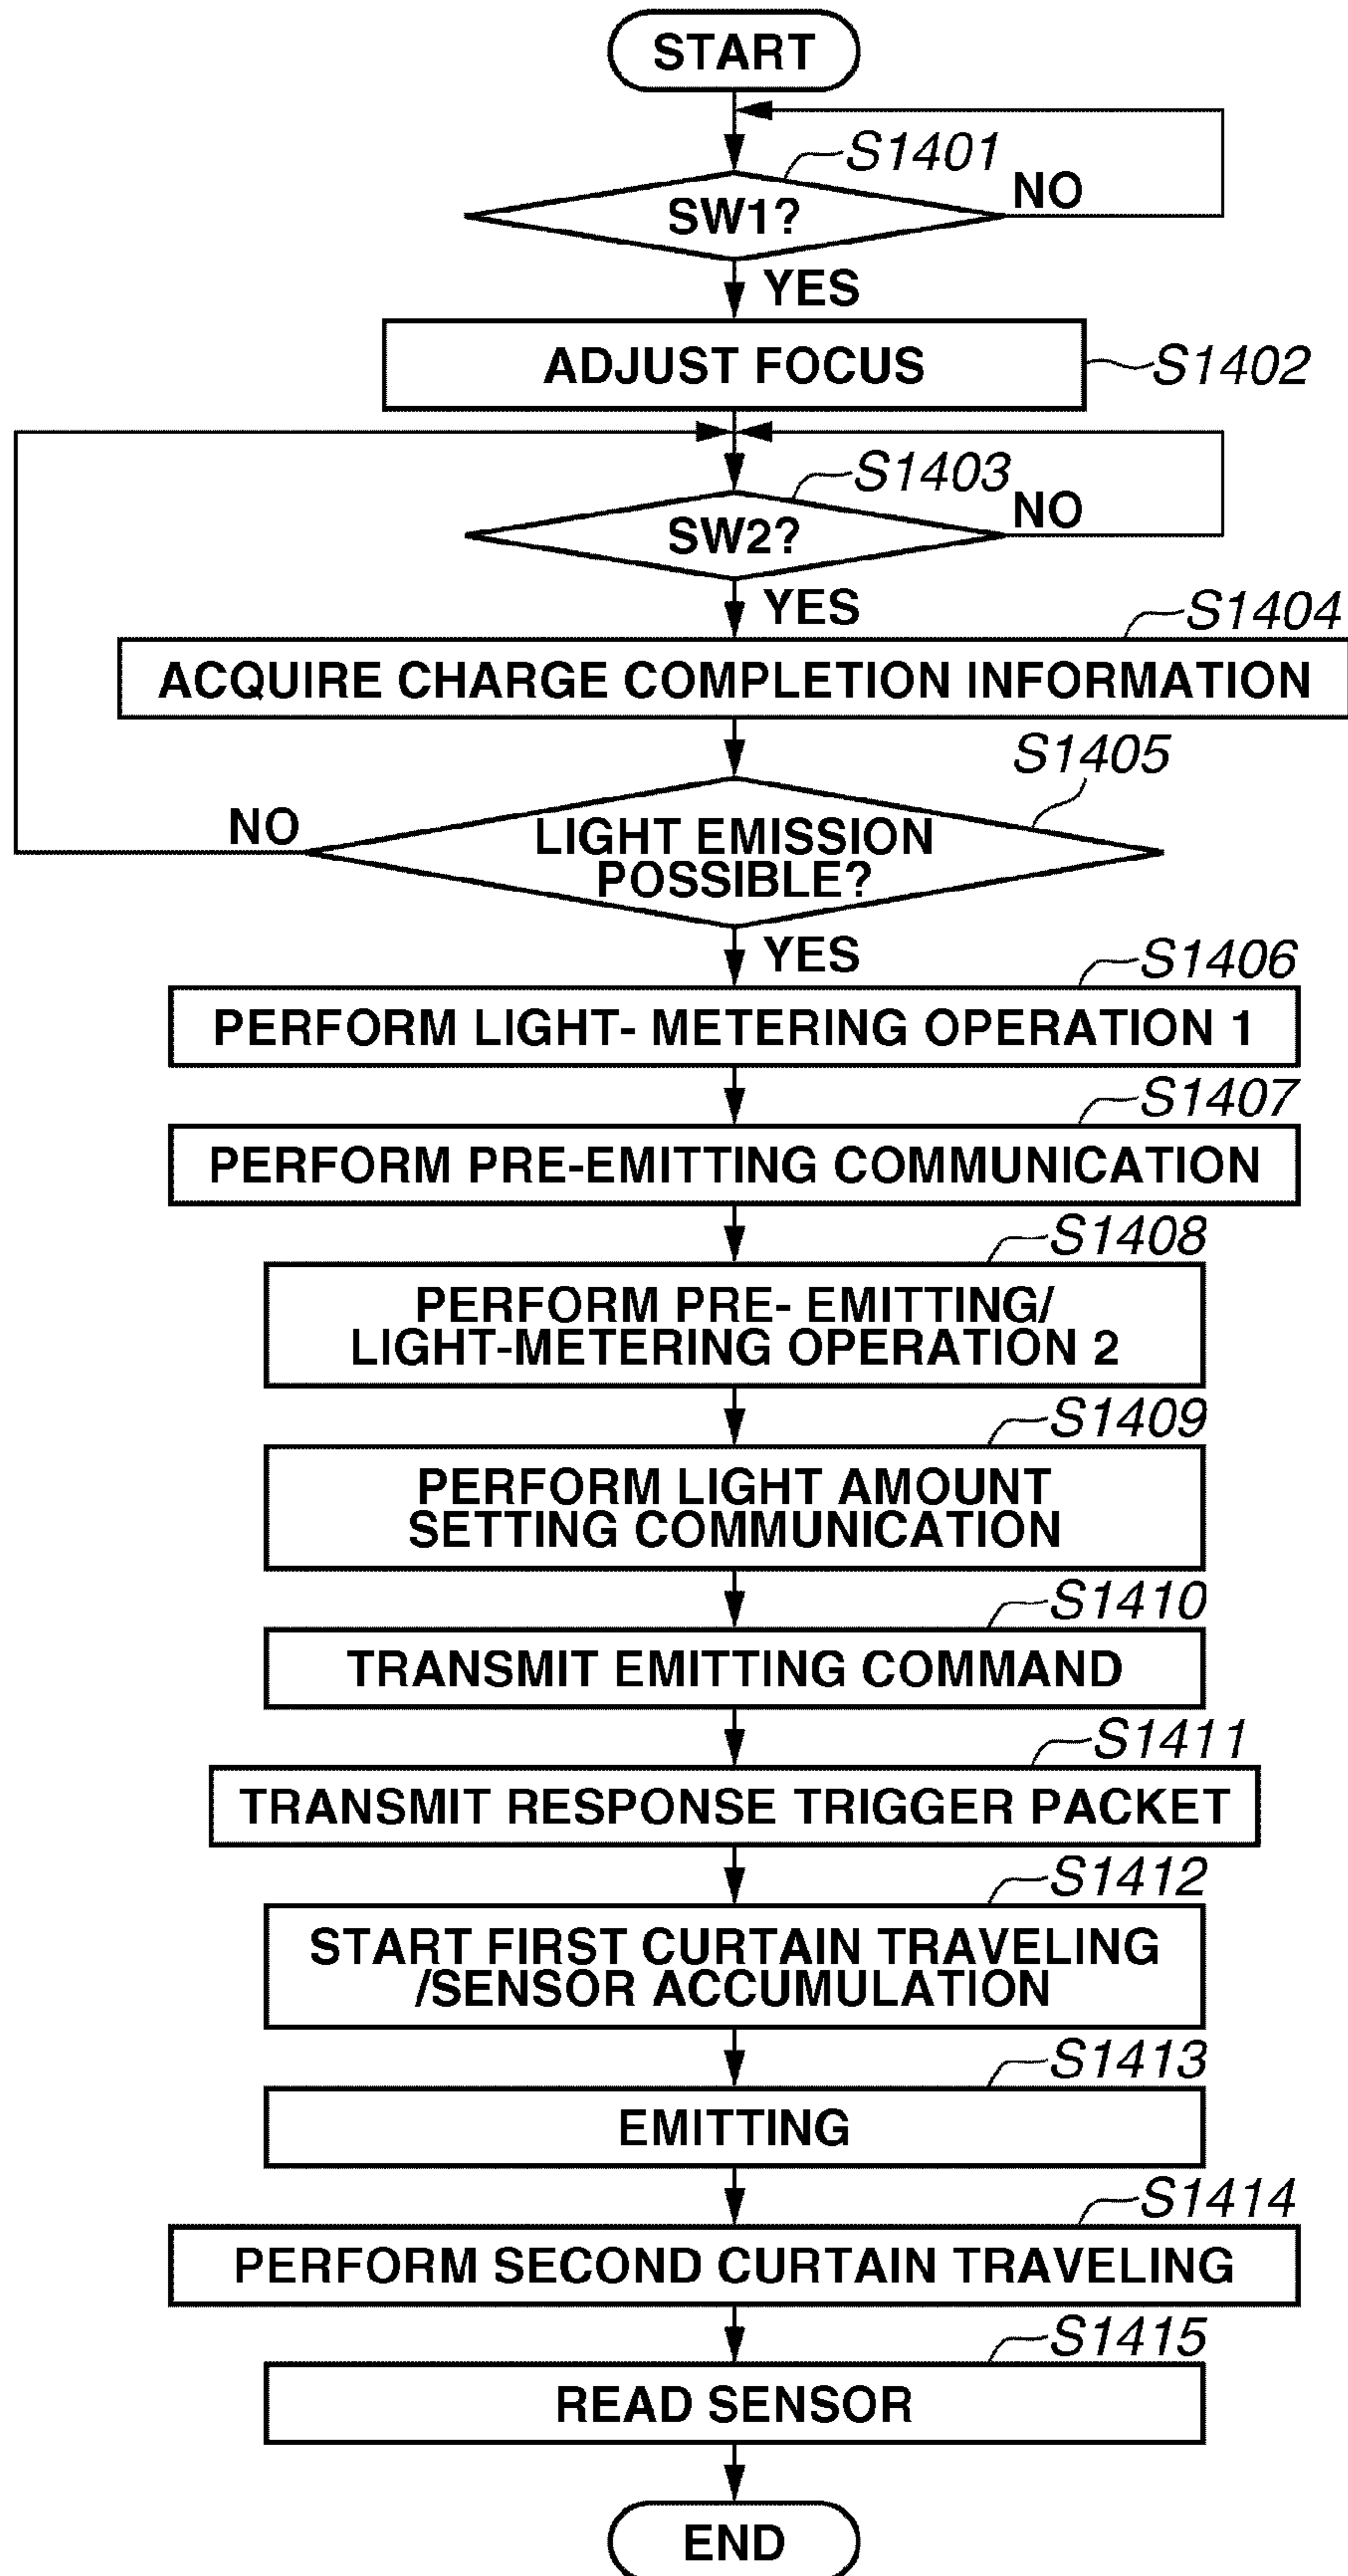 START
S1401
SW1?
NO
YES
ADJUST FOCUS
S1402
S1403
SW2?
NO
YES
S1404
ACQUIRE CHARGE COMPLETION INFORMATION
S1405
NO
LIGHT EMISSION
POSSIBLE?
YES
S1406
PERFORM LIGHT- METERING OPERATION 1
S1407
PERFORM PRE-EMITTING COMMUNICATION
S1408
PERFORM PRE- EMITTING/
LIGHT-METERING OPERATION 2
S1409
PERFORM LIGHT AMOUNT
SETTING COMMUNICATION
S1410
TRANSMIT EMITTING COMMAND
S1411
TRANSMIT RESPONSE TRIGGER PACKET
S1412
START FIRST CURTAIN TRAVELING
/SENSOR ACCUMULATION
S1413
EMITTING
S1414
PERFORM SECOND CURTAIN TRAVELING
S1415
READ SENSOR
END